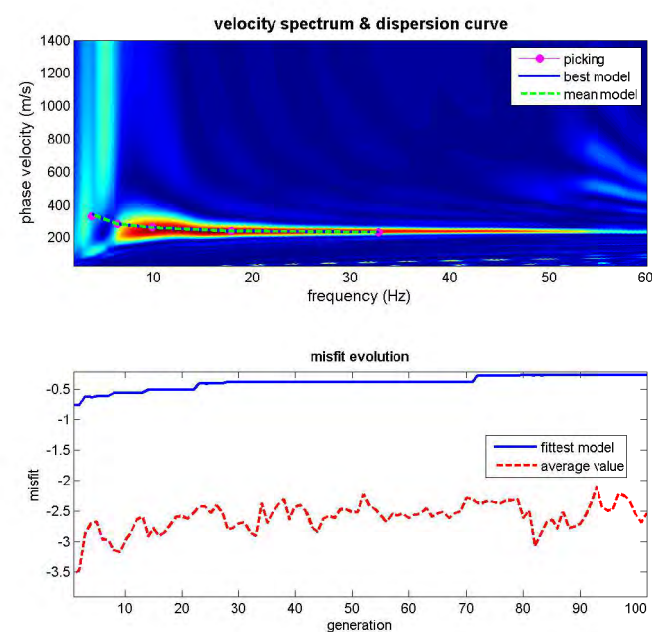 velocity spectrum & dispersion curve
1400
1200
1000
800
600
400
200
phase velocity (m/s)
picking
best model
mean model
10 20 30 40 50 60
frequency (Hz)
misfit evolution
-0.5
-1
-1.5
-2
-2.5
-3
-3.5
misfit
fittest model
average value
10 20 30 40 50 60 70 80 90 100
generation